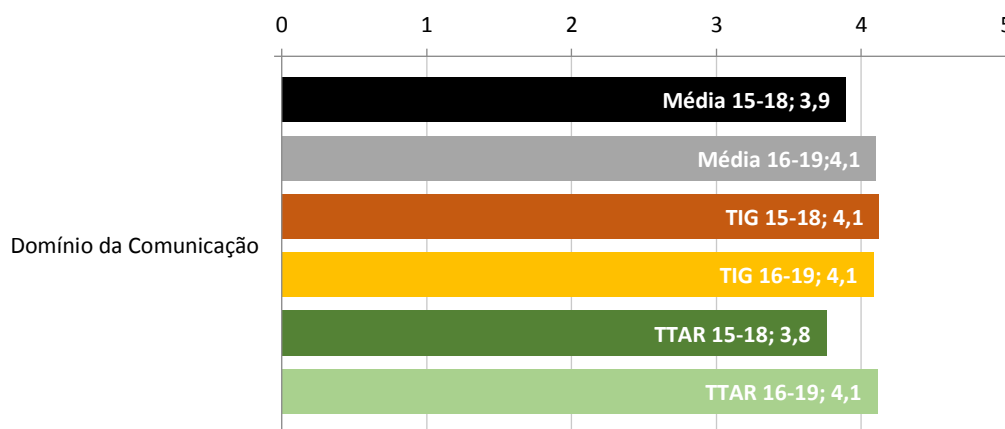 0 1 2 3 4 5
Média 15-18; 3,9
Média 16-19;4,1
TIG 15-18; 4,1
Domínio da Comunicação
TIG 16-19; 4,1
TTAR 15-18; 3,8
TTAR 16-19; 4,1